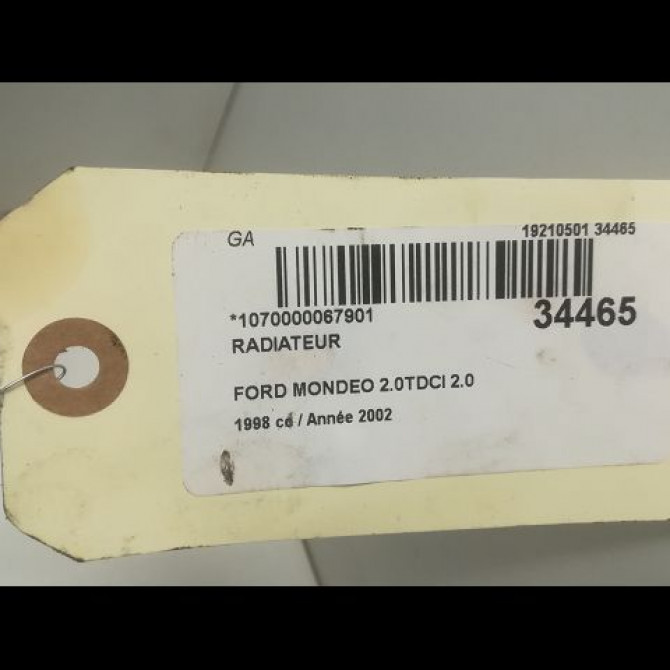 GA 19210501 34465
*1070000067901 34465
RADIATEUR
FORD MONDEO 2.0TDCI 2.0
1998 cc / Année 2002